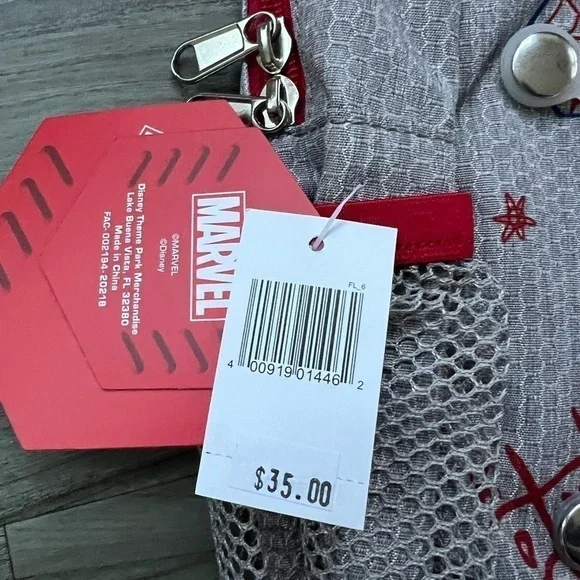 MARVEL
©MARVEL
©Disney
Disney Theme Park Merchandise
Lake Buena Vista, FL 32380
Made in China
FAC- 002194- 20218
FL_6
4 00919 01446 2
$35.00